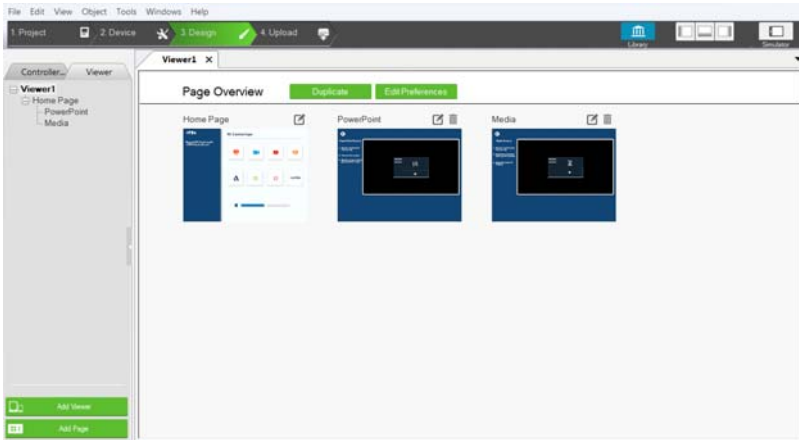 File Edit View Object Tools Windows Help
1. Project 2. Device 3. Design 4. Upload
Library Simulator
Controller... Viewer
Viewer1
Viewer1
Home Page
PowerPoint
Media
Page Overview Duplicate Edit Preferences
Home Page PowerPoint Media
Add Viewer
Add Page